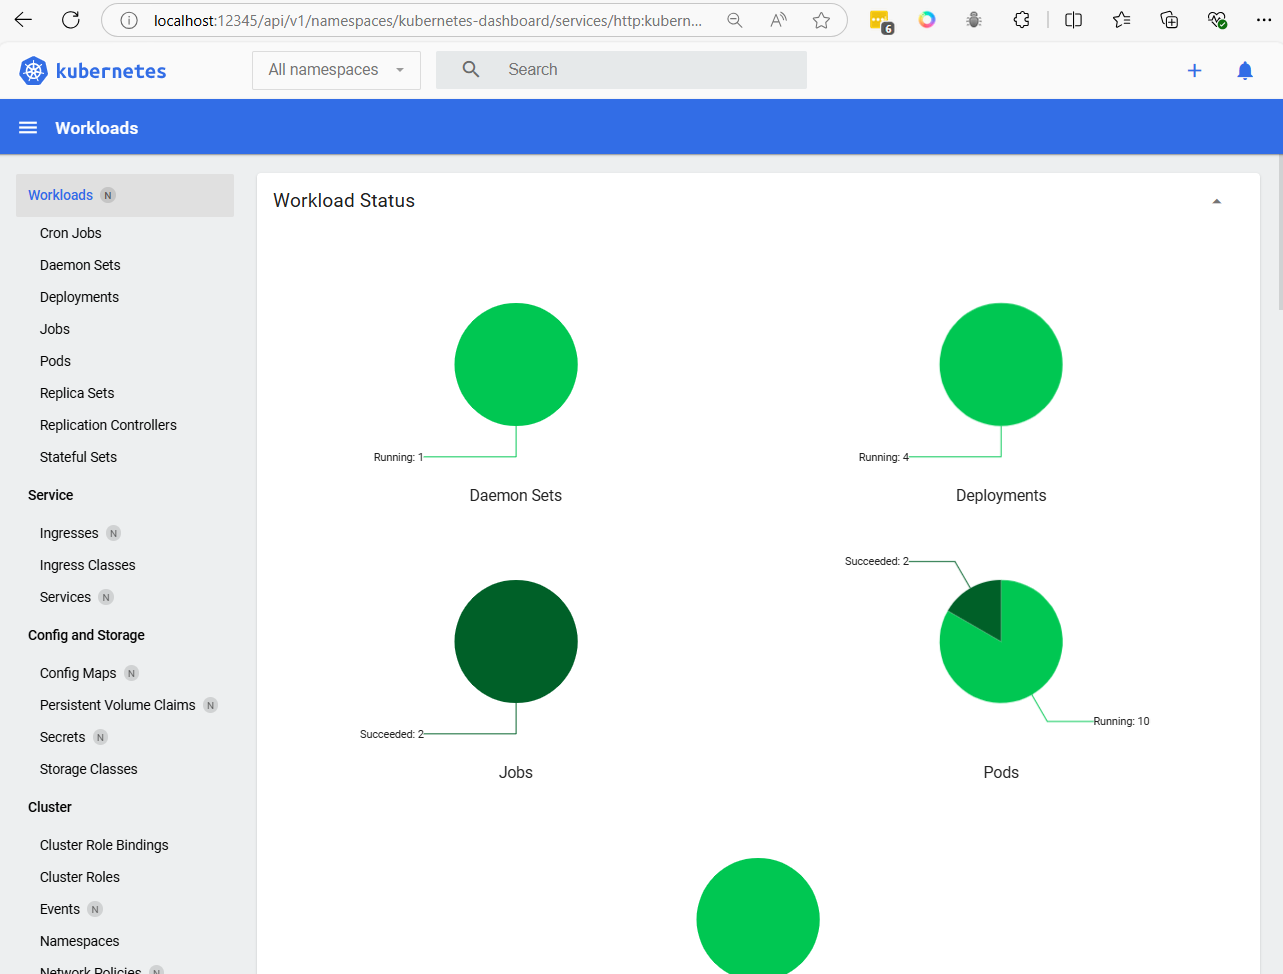 localhost:12345/api/v1/namespaces/kubernetes-dashboard/services/http:kubern...
6
kubernetes
All namespaces
Search
Workloads
Workloads N
Cron Jobs
Daemon Sets
Deployments
Jobs
Pods
Replica Sets
Replication Controllers
Stateful Sets
Service
Ingresses N
Ingress Classes
Services N
Config and Storage
Config Maps N
Persistent Volume Claims N
Secrets N
Storage Classes
Cluster
Cluster Role Bindings
Cluster Roles
Events N
Namespaces
Network Policies N
Workload Status
Running: 1
Daemon Sets
Running: 4
Deployments
Succeeded: 2
Jobs
Succeeded: 2
Running: 10
Pods